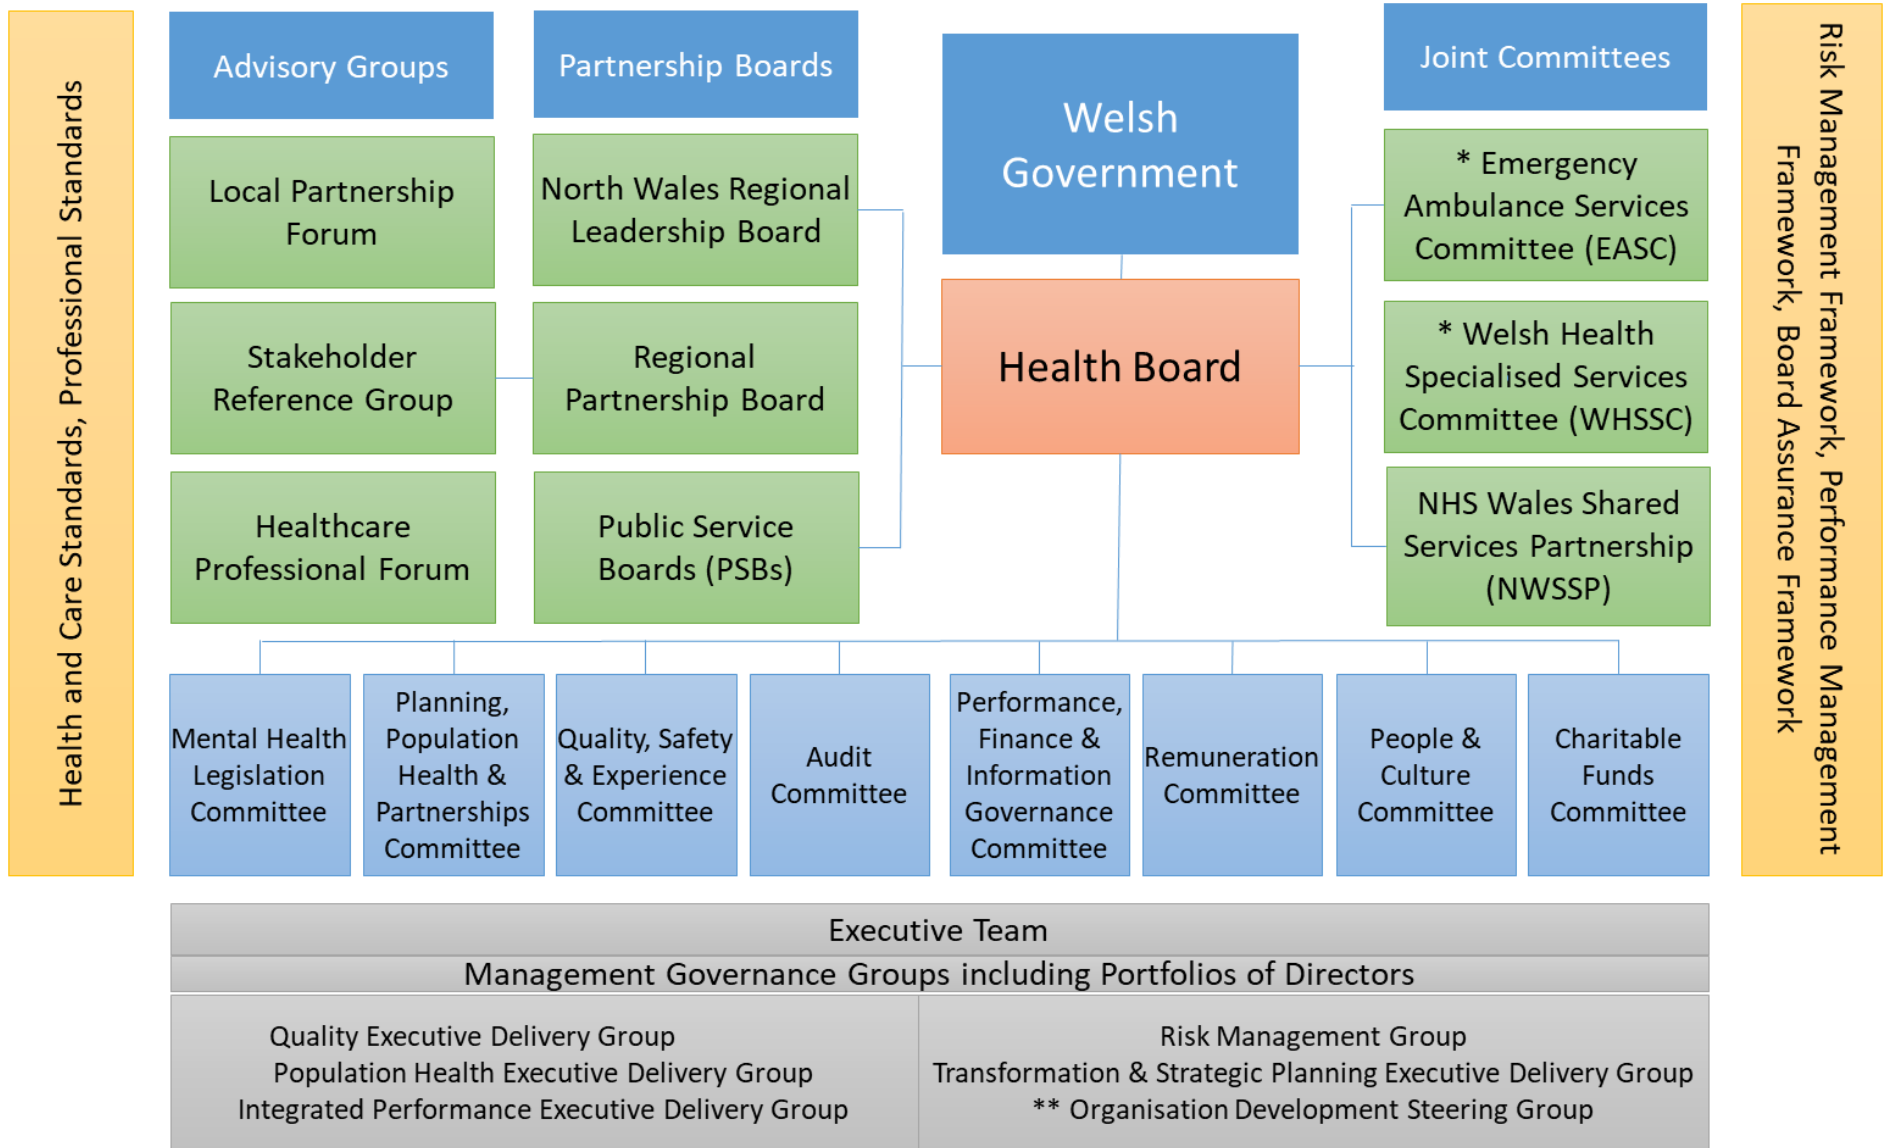 Health and Care Standards, Professional Standards
Advisory Groups
Local Partnership
Forum
Stakeholder
Reference Group
Healthcare
Professional Forum
Partnership Boards
North Wales Regional
Leadership Board
Regional
Partnership Board
Public Service
Boards (PSBs)
Welsh
Government
Health Board
Joint Committees
* Emergency
Ambulance Services
Committee (EASC)
* Welsh Health
Specialised Services
Committee (WHSSC)
NHS Wales Shared
Services Partnership
(NWSSP)
Risk Management Framework, Performance Management
Framework, Board Assurance Framework
Mental Health
Legislation
Committee
Planning,
Population
Health &
Partnerships
Committee
Quality, Safety
& Experience
Committee
Audit
Committee
Performance,
Finance &
Information
Governance
Committee
Remuneration
Committee
People &
Culture
Committee
Charitable
Funds
Committee
Executive Team
Management Governance Groups including Portfolios of Directors
Quality Executive Delivery Group
Population Health Executive Delivery Group
Integrated Performance Executive Delivery Group
Risk Management Group
Transformation & Strategic Planning Executive Delivery Group
** Organisation Development Steering Group